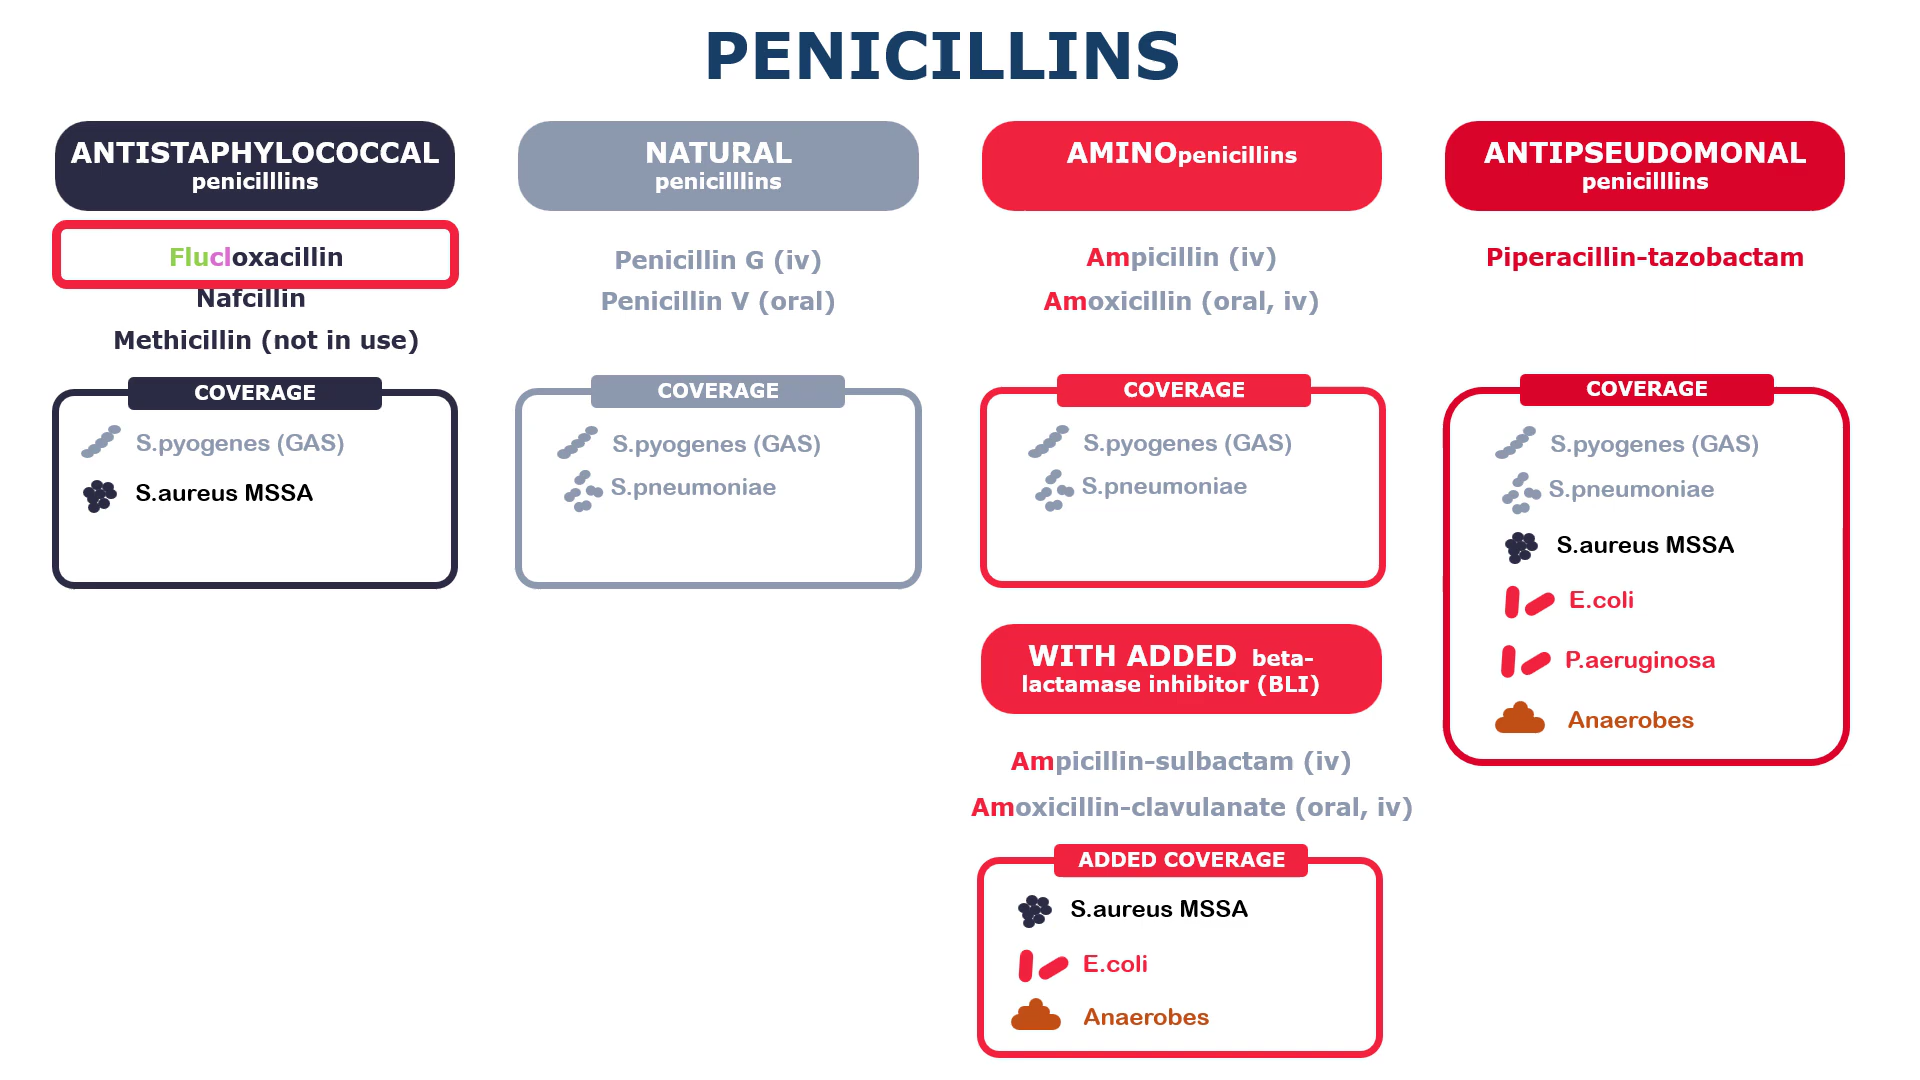 PENICILLINS
ANTISTAPHYLOCOCCAL
penicilllins
Flucloxacillin
Nafcillin
Methicillin (not in use)
COVERAGE
S.pyogenes (GAS)
S.aureus MSSA
NATURAL
penicilllins
Penicillin G (iv)
Penicillin V (oral)
COVERAGE
S.pyogenes (GAS)
S.pneumoniae
AMINOpenicillins
Ampicillin (iv)
Amoxicillin (oral, iv)
COVERAGE
S.pyogenes (GAS)
S.pneumoniae
WITH ADDED beta-
lactamase inhibitor (BLI)
Ampicillin-sulbactam (iv)
Amoxicillin-clavulanate (oral, iv)
ADDED COVERAGE
S.aureus MSSA
E.coli
Anaerobes
ANTIPSEUDOMONAL
penicilllins
Piperacillin-tazobactam
COVERAGE
S.pyogenes (GAS)
S.pneumoniae
S.aureus MSSA
E.coli
P.aeruginosa
Anaerobes